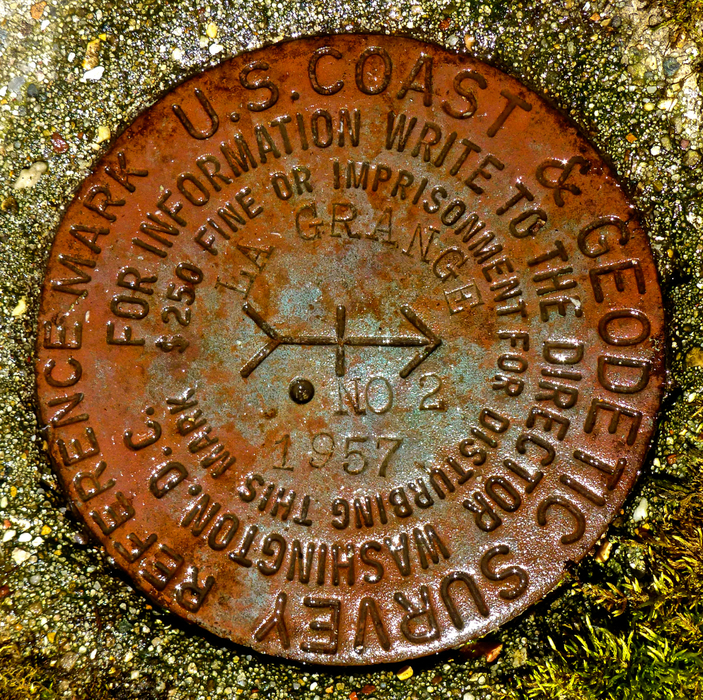 U.S. COAST & GEODETIC SURVEY
REFERENCE MARK
FOR INFORMATION WRITE TO THE DIRECTOR WASHINGTON, D.C.
$250 FINE OR IMPRISONMENT FOR DISTURBING THIS MARK
LA GRANGE
NO 2
1957